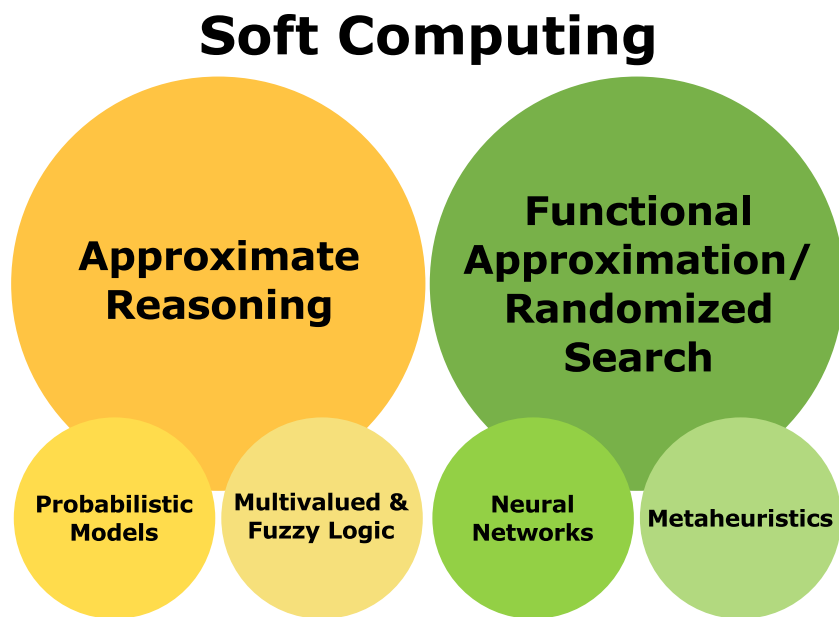 Soft Computing
Approximate
Reasoning
Functional
Approximation/
Randomized
Search
Probabilistic
Models
Multivalued &
Fuzzy Logic
Neural
Networks
Metaheuristics